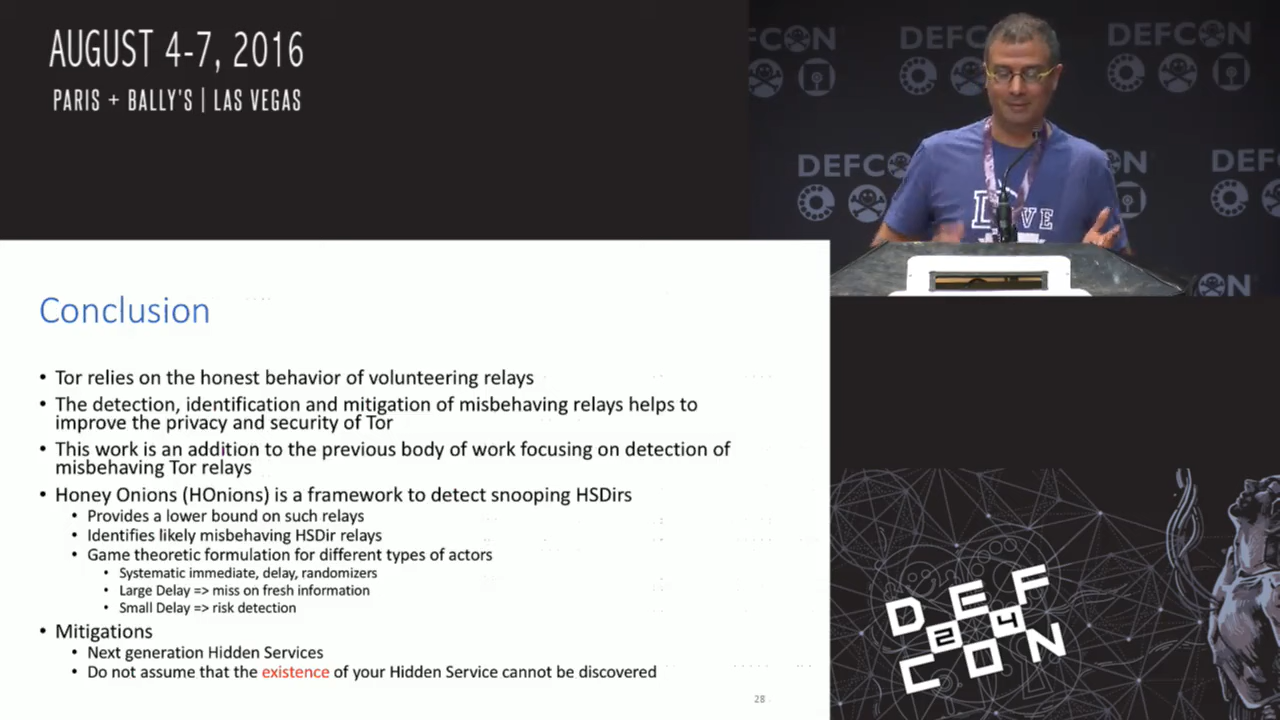 AUGUST 4-7, 2016
PARIS + BALLY'S | LAS VEGAS
DEFCON
DEFCON
DEFCON
DEFCON
Conclusion
• Tor relies on the honest behavior of volunteering relays
• The detection, identification and mitigation of misbehaving relays helps to
improve the privacy and security of Tor
• This work is an addition to the previous body of work focusing on detection of
misbehaving Tor relays
• Honey Onions (HOnions) is a framework to detect snooping HSDirs
• Provides a lower bound on such relays
• Identifies likely misbehaving HSDir relays
• Game theoretic formulation for different types of actors
• Systematic immediate, delay, randomizers
• Large Delay => miss on fresh information
• Small Delay => risk detection
• Mitigations
• Next generation Hidden Services
• Do not assume that the existence of your Hidden Service cannot be discovered
28
DEF
24
CON